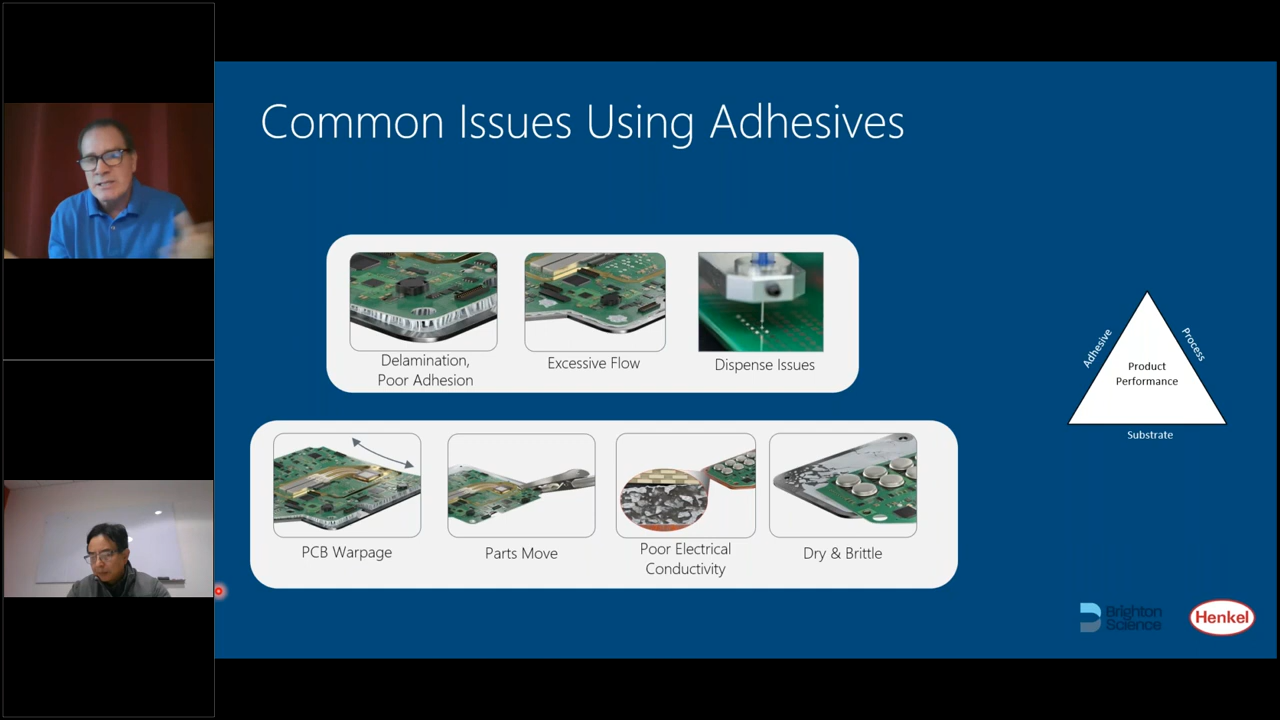 Common Issues Using Adhesives
Delamination,
Poor Adhesion
Excessive Flow
Dispense Issues
PCB Warpage
Parts Move
Poor Electrical
Conductivity
Dry & Brittle
Adhesive
Process
Product
Performance
Substrate
Brighton
Science
Henkel